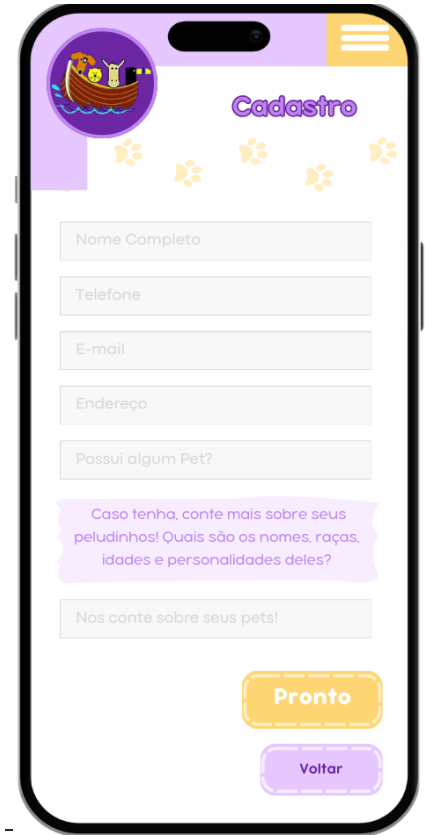 Cadastro
Nome Completo
Telefone
E-mail
Endereço
Possui algum Pet?
Caso tenha, conte mais sobre seus
peludinhos! Quais são os nomes, raças,
idades e personalidades deles?
Nos conte sobre seus pets!
Pronto
Voltar